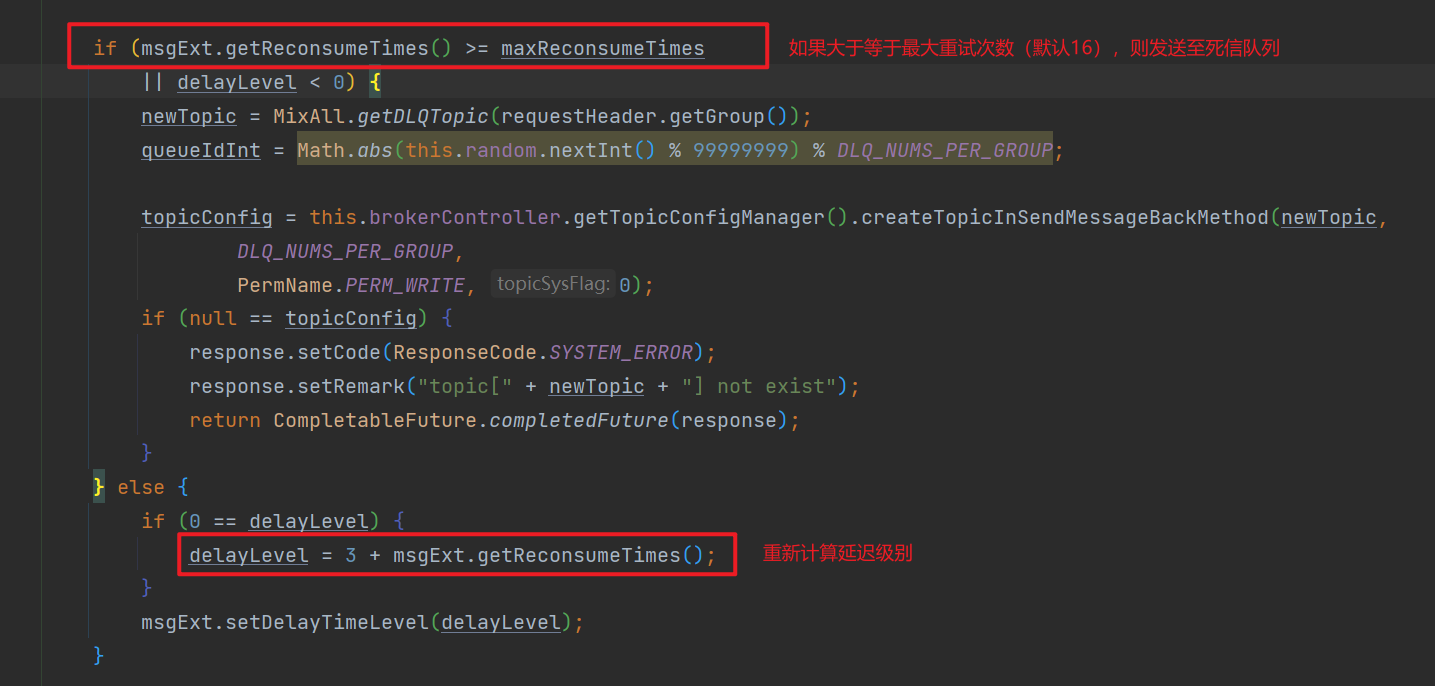 if (msgExt.getReconsumeTimes() >= maxReconsumeTimes 如果大于等于最大重试次数（默认16），则发送至死信队列
|| delayLevel < 0) {
newTopic = MixAll.getDLQTopic(requestHeader.getGroup());
queueIdInt = Math.abs(this.random.nextInt() % 99999999) % DLQ_NUMS_PER_GROUP;
topicConfig = this.brokerController.getTopicConfigManager().createTopicInSendMessageBackMethod(newTopic,
DLQ_NUMS_PER_GROUP,
PermName.PERM_WRITE, topicSysFlag: 0);
if (null == topicConfig) {
response.setCode(ResponseCode.SYSTEM_ERROR);
response.setRemark("topic[" + newTopic + "] not exist");
return CompletableFuture.completedFuture(response);
}
} else {
if (0 == delayLevel) {
delayLevel = 3 + msgExt.getReconsumeTimes(); 重新计算延迟级别
}
msgExt.setDelayTimeLevel(delayLevel);
}